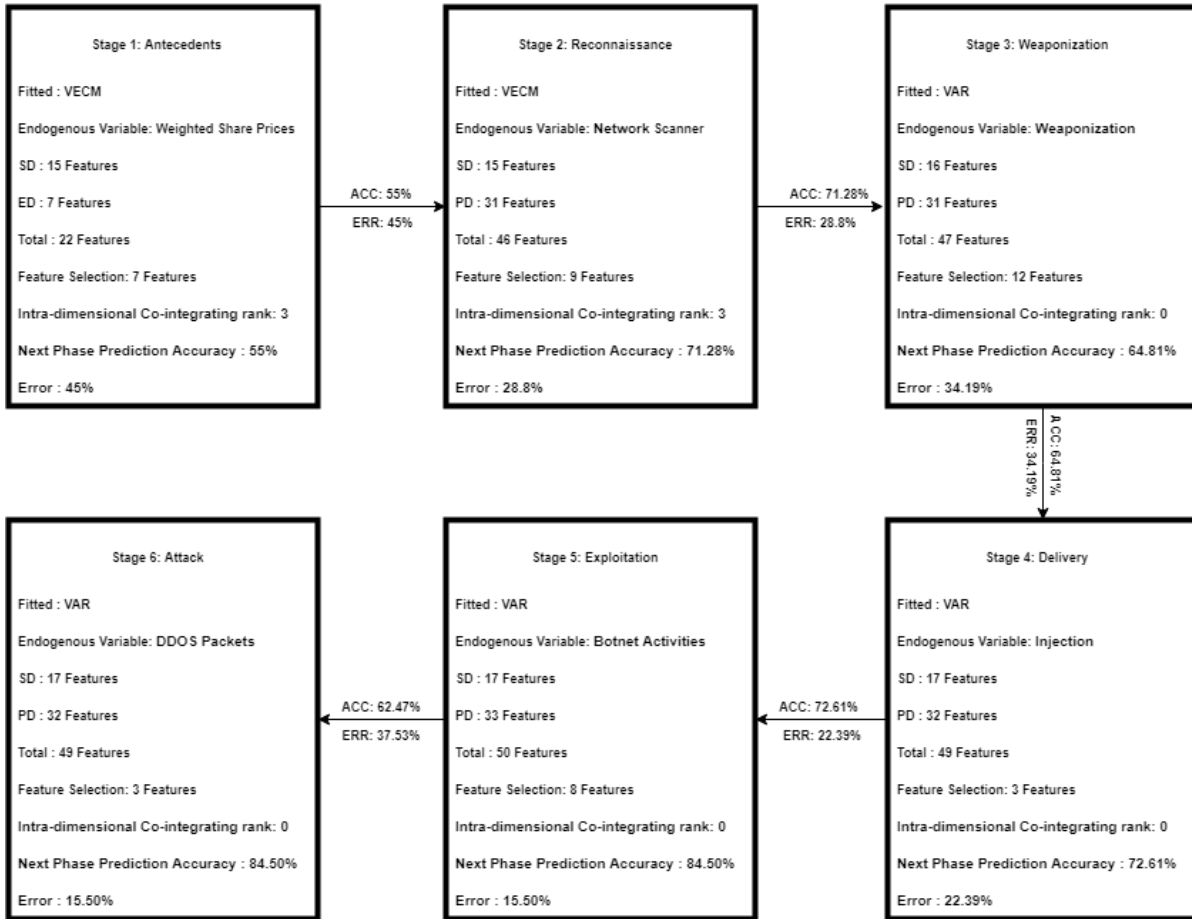 Stage 1: Antecedents
Fitted : VECM
Endogenous Variable: Weighted Share Prices
SD : 15 Features
ED : 7 Features
Total : 22 Features
Feature Selection: 7 Features
Intra-dimensional Co-integrating rank: 3
Next Phase Prediction Accuracy : 55%
Error : 45%
ACC: 55%
ERR: 45%
Stage 2: Reconnaissance
Fitted : VECM
Endogenous Variable: Network Scanner
SD : 15 Features
PD : 31 Features
Total : 46 Features
Feature Selection: 9 Features
Intra-dimensional Co-integrating rank: 3
Next Phase Prediction Accuracy : 71.28%
Error : 28.8%
ACC: 71.28%
ERR: 28.8%
Stage 3: Weaponization
Fitted : VAR
Endogenous Variable: Weaponization
SD : 16 Features
PD : 31 Features
Total : 47 Features
Feature Selection: 12 Features
Intra-dimensional Co-integrating rank: 0
Next Phase Prediction Accuracy : 64.81%
Error : 34.19%
ACC: 64.81%
ERR: 34.19%
Stage 4: Delivery
Fitted : VAR
Endogenous Variable: Injection
SD : 17 Features
PD : 32 Features
Total : 49 Features
Feature Selection: 3 Features
Intra-dimensional Co-integrating rank: 0
Next Phase Prediction Accuracy : 72.61%
Error : 22.39%
ACC: 72.61%
ERR: 22.39%
Stage 5: Exploitation
Fitted : VAR
Endogenous Variable: Botnet Activities
SD : 17 Features
PD : 33 Features
Total : 50 Features
Feature Selection: 8 Features
Intra-dimensional Co-integrating rank: 0
Next Phase Prediction Accuracy : 84.50%
Error : 15.50%
ACC: 62.47%
ERR: 37.53%
Stage 6: Attack
Fitted : VAR
Endogenous Variable: DDOS Packets
SD : 17 Features
PD : 32 Features
Total : 49 Features
Feature Selection: 3 Features
Intra-dimensional Co-integrating rank: 0
Next Phase Prediction Accuracy : 84.50%
Error : 15.50%